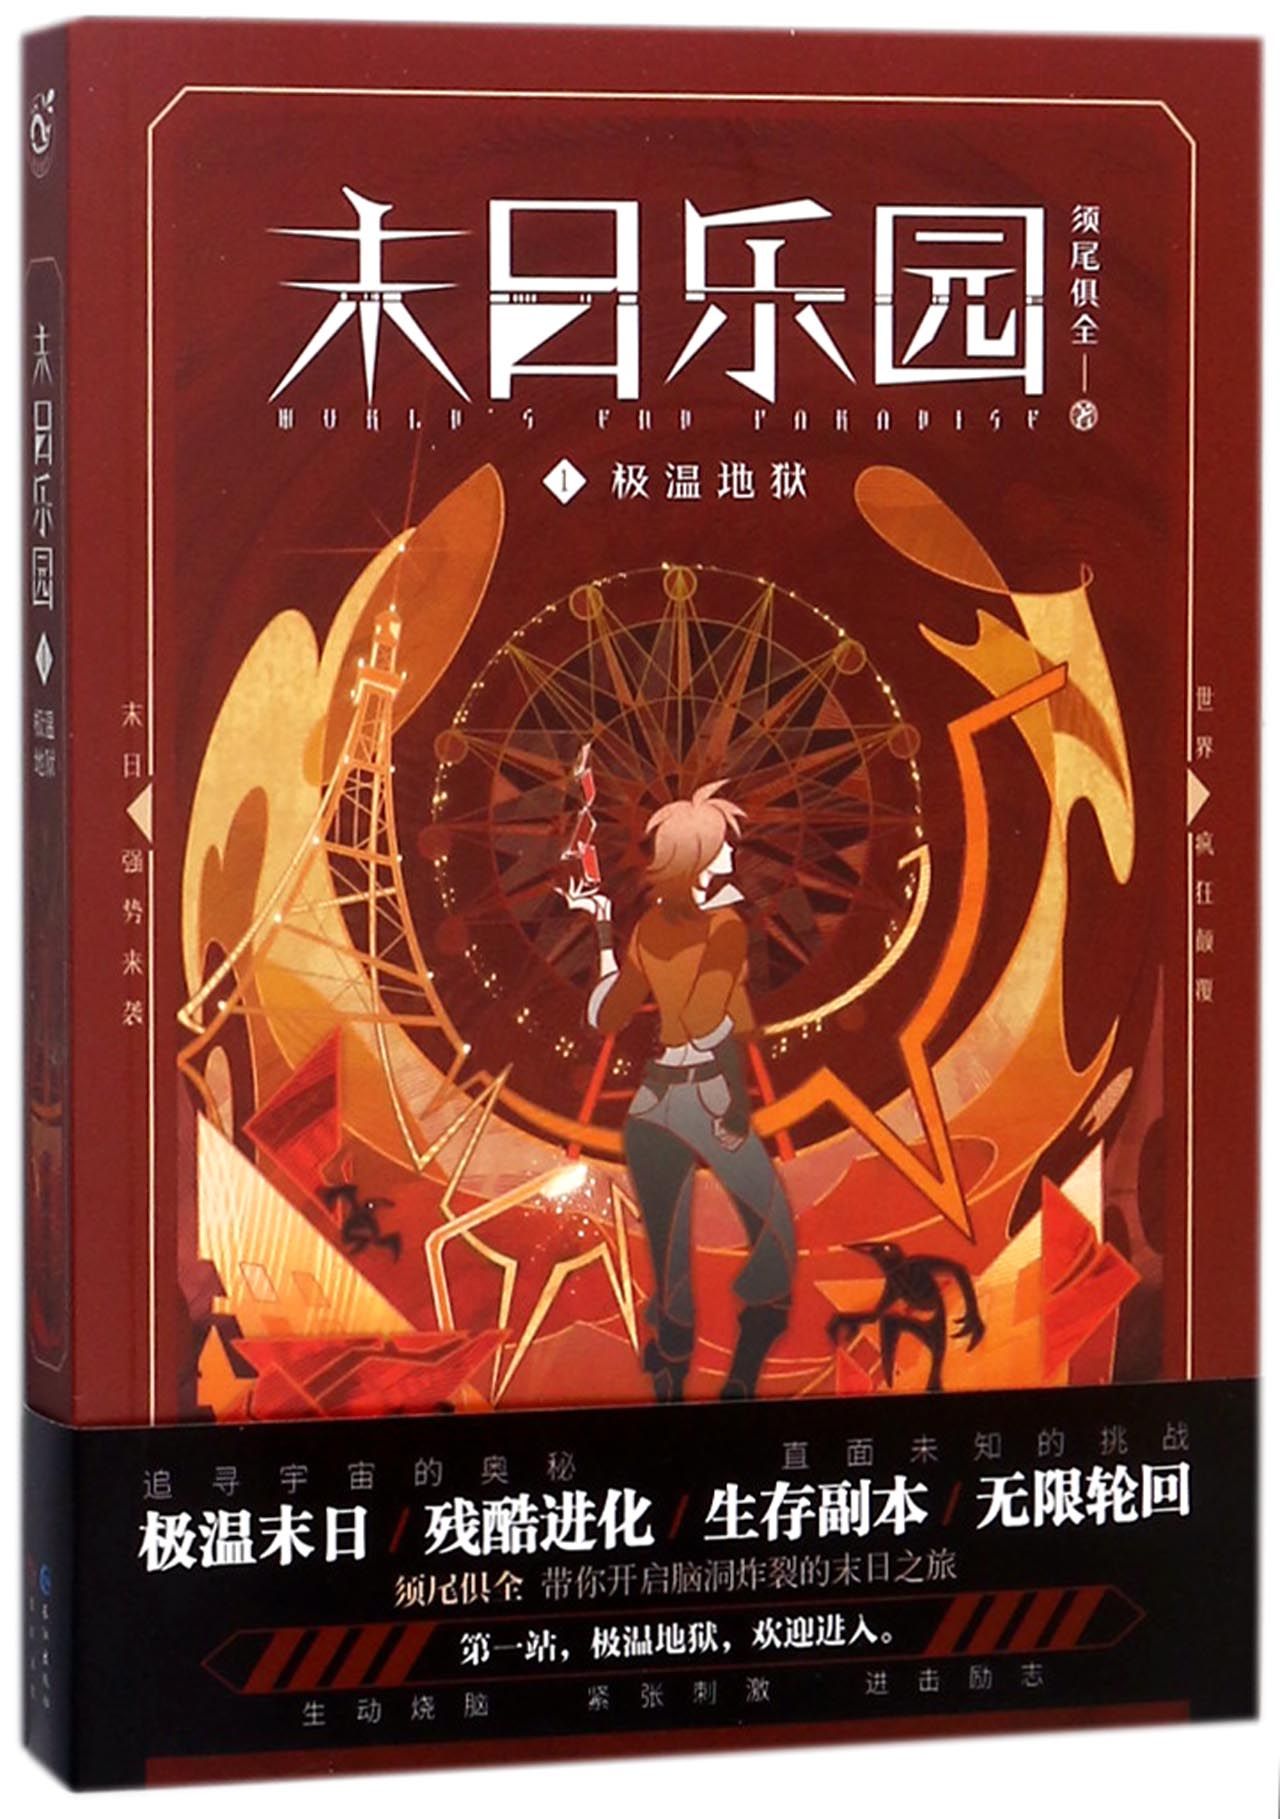 末日乐园
WORLD'S END PARADISE
须尾俱全 著
1 极温地狱
末日强势来袭
世界疯狂颠覆
追寻宇宙的奥秘 直面未知的挑战
极温末日 / 残酷进化 / 生存副本 / 无限轮回
须尾俱全 带你开启脑洞炸裂的末日之旅
第一站，极温地狱，欢迎进入。
生动烧脑 紧张刺激 进击励志
末日乐园
1
极温
地狱